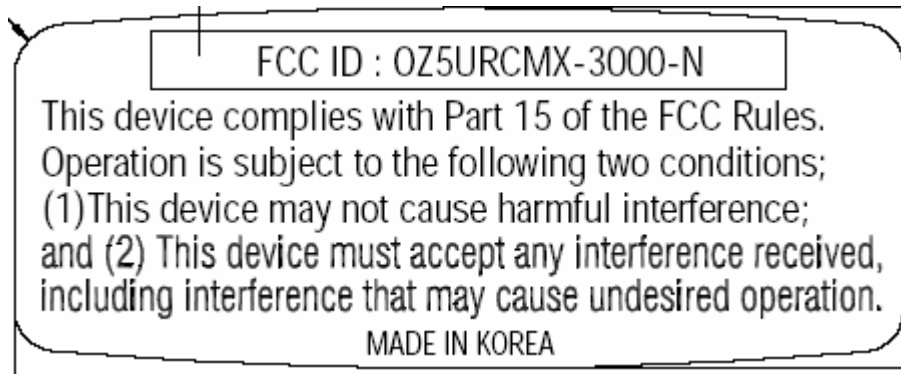 FCC ID : OZ5URCMX-3000-N
This device complies with Part 15 of the FCC Rules.
Operation is subject to the following two conditions;
(1)This device may not cause harmful interference;
and (2) This device must accept any interference received,
including interference that may cause undesired operation.
MADE IN KOREA